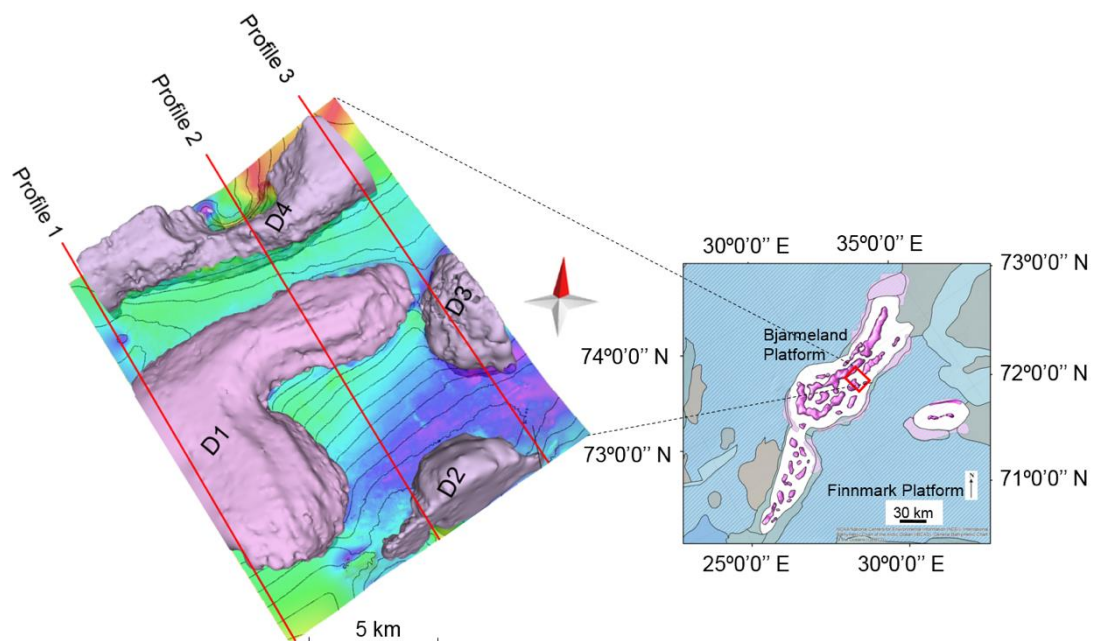 Profile 3
Profile 2
Profile 1
D4
D3
D1
D2
5 km
30º0'0'' E
35º0'0'' E
73º0'0'' N
74º0'0'' N
72º0'0'' N
73º0'0'' N
71º0'0'' N
Bjarmeland
Platform
Finnmark Platform
N
30 km
25º0'0'' E
30º0'0'' E